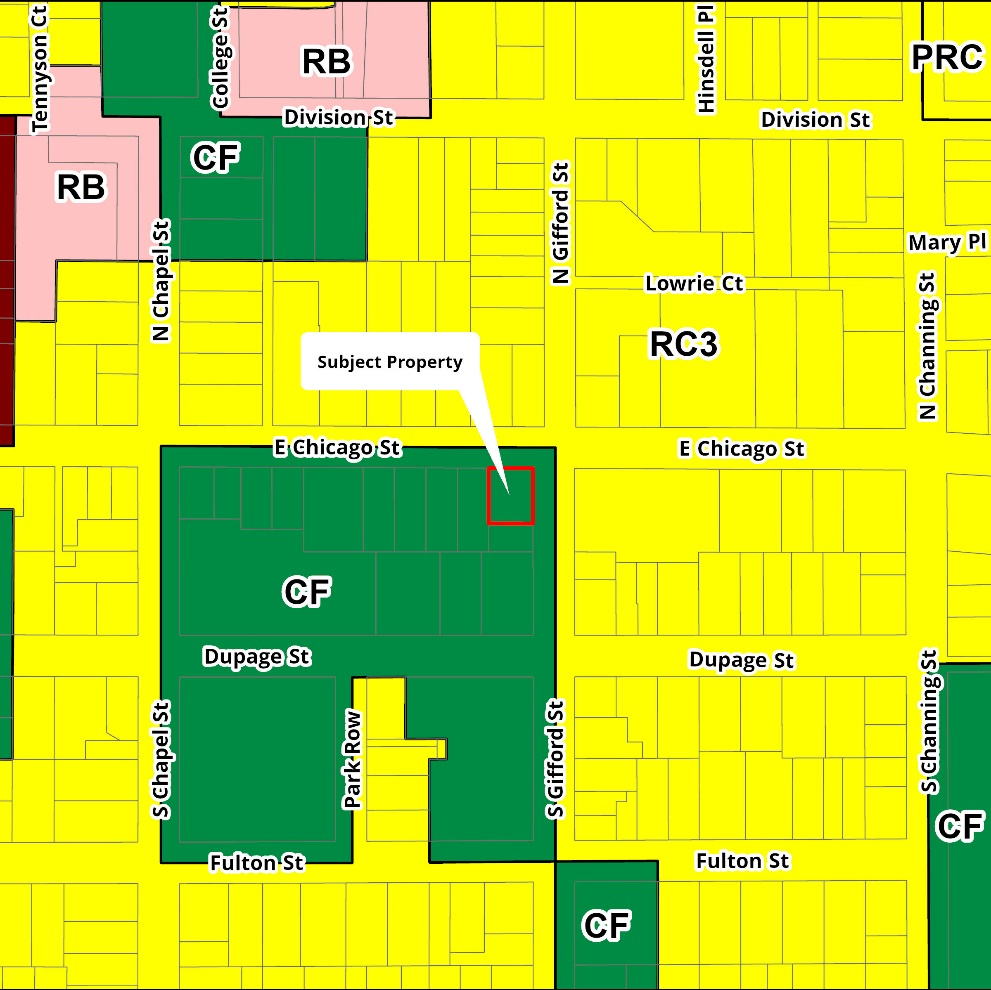 Tennyson Ct
College St
RB
Hinsdell Pl
PRC
Division St
Division St
CF
RB
N Chapel St
N Gifford St
Mary Pl
Lowrie Ct
N Channing St
RC3
Subject Property
E Chicago St
E Chicago St
CF
Dupage St
Dupage St
S Chapel St
Park Row
S Gifford St
S Channing St
CF
Fulton St
Fulton St
CF